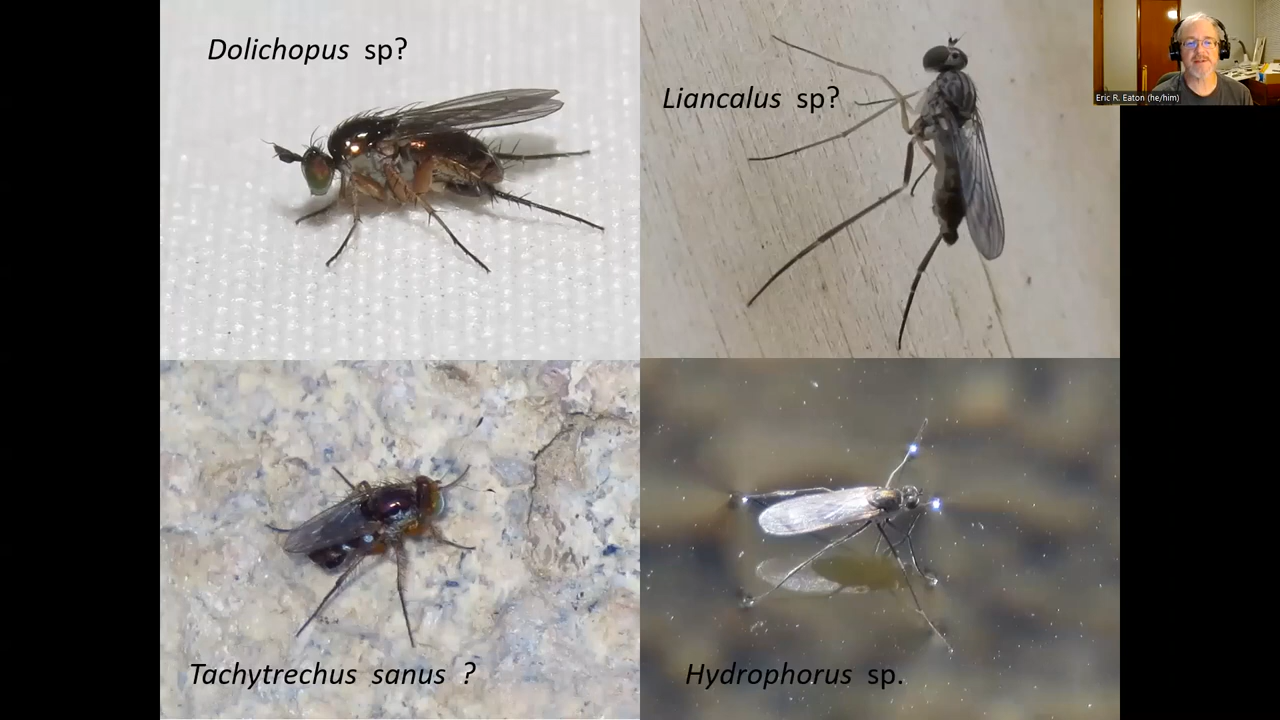 Dolichopus sp?
Liancalus sp?
Eric R. Eaton (he/him)
Tachytrechus sanus ?
Hydrophorus sp.